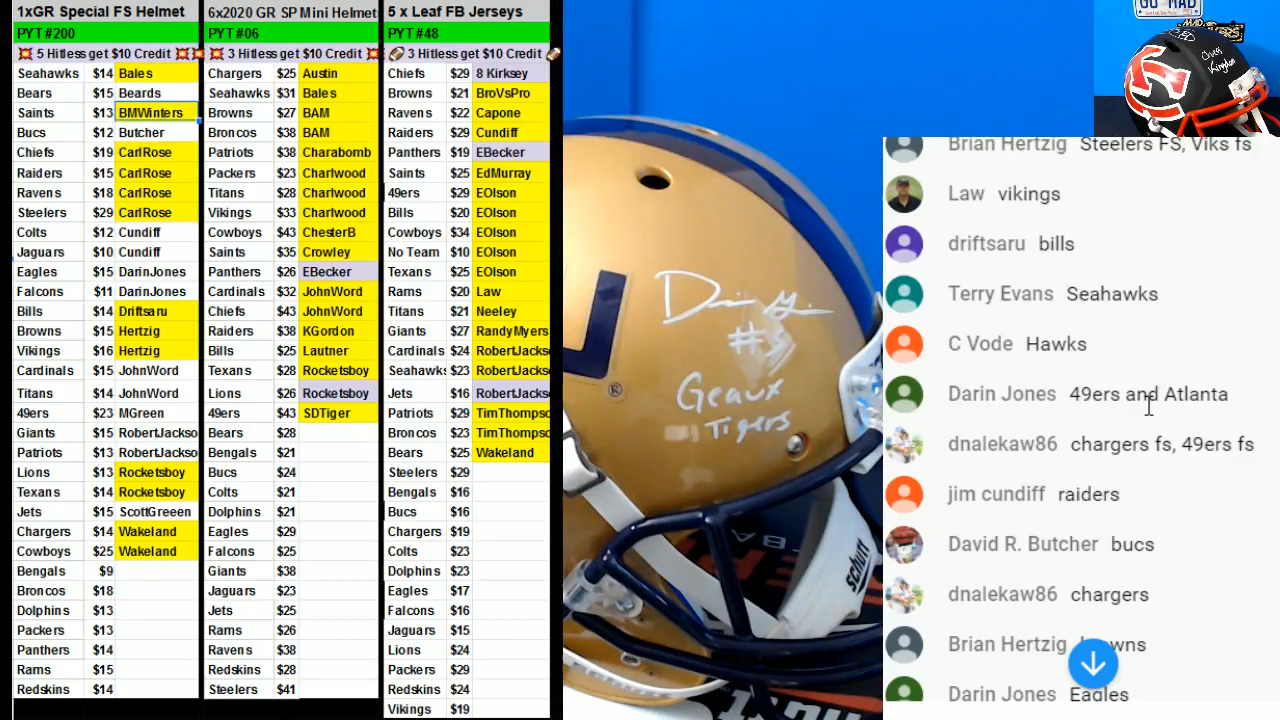 1xGR Special FS Helmet
PYT #200
5 Hitless get $10 Credit
Seahawks $14 Bales
Bears $15 Beards
Saints $13 BMWinters
Bucs $12 Butcher
Chiefs $19 CarlRose
Raiders $15 CarlRose
Ravens $18 CarlRose
Steelers $29 CarlRose
Colts $12 Cundiff
Jaguars $10 Cundiff
Eagles $15 DarinJones
Falcons $11 DarinJones
Bills $14 Driftsaru
Browns $15 Hertzig
Vikings $16 Hertzig
Cardinals $15 JohnWord
Titans $14 JohnWord
49ers $23 MGreen
Giants $15 RobertJackso
Patriots $13 RobertJackso
Lions $13 Rocketsboy
Texans $14 Rocketsboy
Jets $15 ScottGreeen
Chargers $14 Wakeland
Cowboys $25 Wakeland
Bengals $9
Broncos $18
Dolphins $13
Packers $13
Panthers $14
Rams $15
Redskins $14
6x2020 GR SP Mini Helmet
PYT #06
3 Hitless get $10 Credit
Chargers $25 Austin
Seahawks $31 Bales
Browns $27 BAM
Broncos $38 BAM
Patriots $38 Charabomb
Packers $23 Charlwood
Titans $28 Charlwood
Vikings $33 Charlwood
Cowboys $43 ChesterB
Saints $35 Crowley
Panthers $26 EBecker
Cardinals $32 JohnWord
Chiefs $43 JohnWord
Raiders $38 KGordon
Bills $25 Lautner
Texans $28 Rocketsboy
Lions $26 Rocketsboy
49ers $43 SDTiger
Bears $28
Bengals $21
Bucs $24
Colts $21
Dolphins $21
Eagles $29
Falcons $25
Giants $38
Jaguars $23
Jets $25
Rams $26
Ravens $38
Redskins $28
Steelers $41
5 x Leaf FB Jerseys
PYT #48
3 Hitless get $10 Credit
Chiefs $29 8 Kirksey
Browns $21 BroVsPro
Ravens $22 Capone
Raiders $29 Cundiff
Panthers $19 EBecker
Saints $25 EdMurray
49ers $29 EOlson
Bills $20 EOlson
Cowboys $34 EOlson
No Team $10 EOlson
Texans $25 EOlson
Rams $20 Law
Titans $21 Neeley
Giants $27 RandyMyers
Cardinals $24 RobertJacks
Seahawks $23 RobertJacks
Jets $16 RobertJacks
Patriots $29 TimThompso
Broncos $23 TimThompso
Bears $25 Wakeland
Steelers $29
Bengals $16
Bucs $16
Chargers $19
Colts $23
Dolphins $23
Eagles $17
Falcons $16
Jaguars $15
Lions $24
Packers $29
Redskins $24
Vikings $19
#3
Geaux
Tigers
schutt
GO MAD
Brian Hertzig Steelers FS, Viks fs
Law vikings
driftsaru bills
Terry Evans Seahawks
C Vode Hawks
Darin Jones 49ers and Atlanta
dnalekaw86 chargers fs, 49ers fs
jim cundiff raiders
David R. Butcher bucs
dnalekaw86 chargers
Brian Hertzig
Darin Jones Eagles